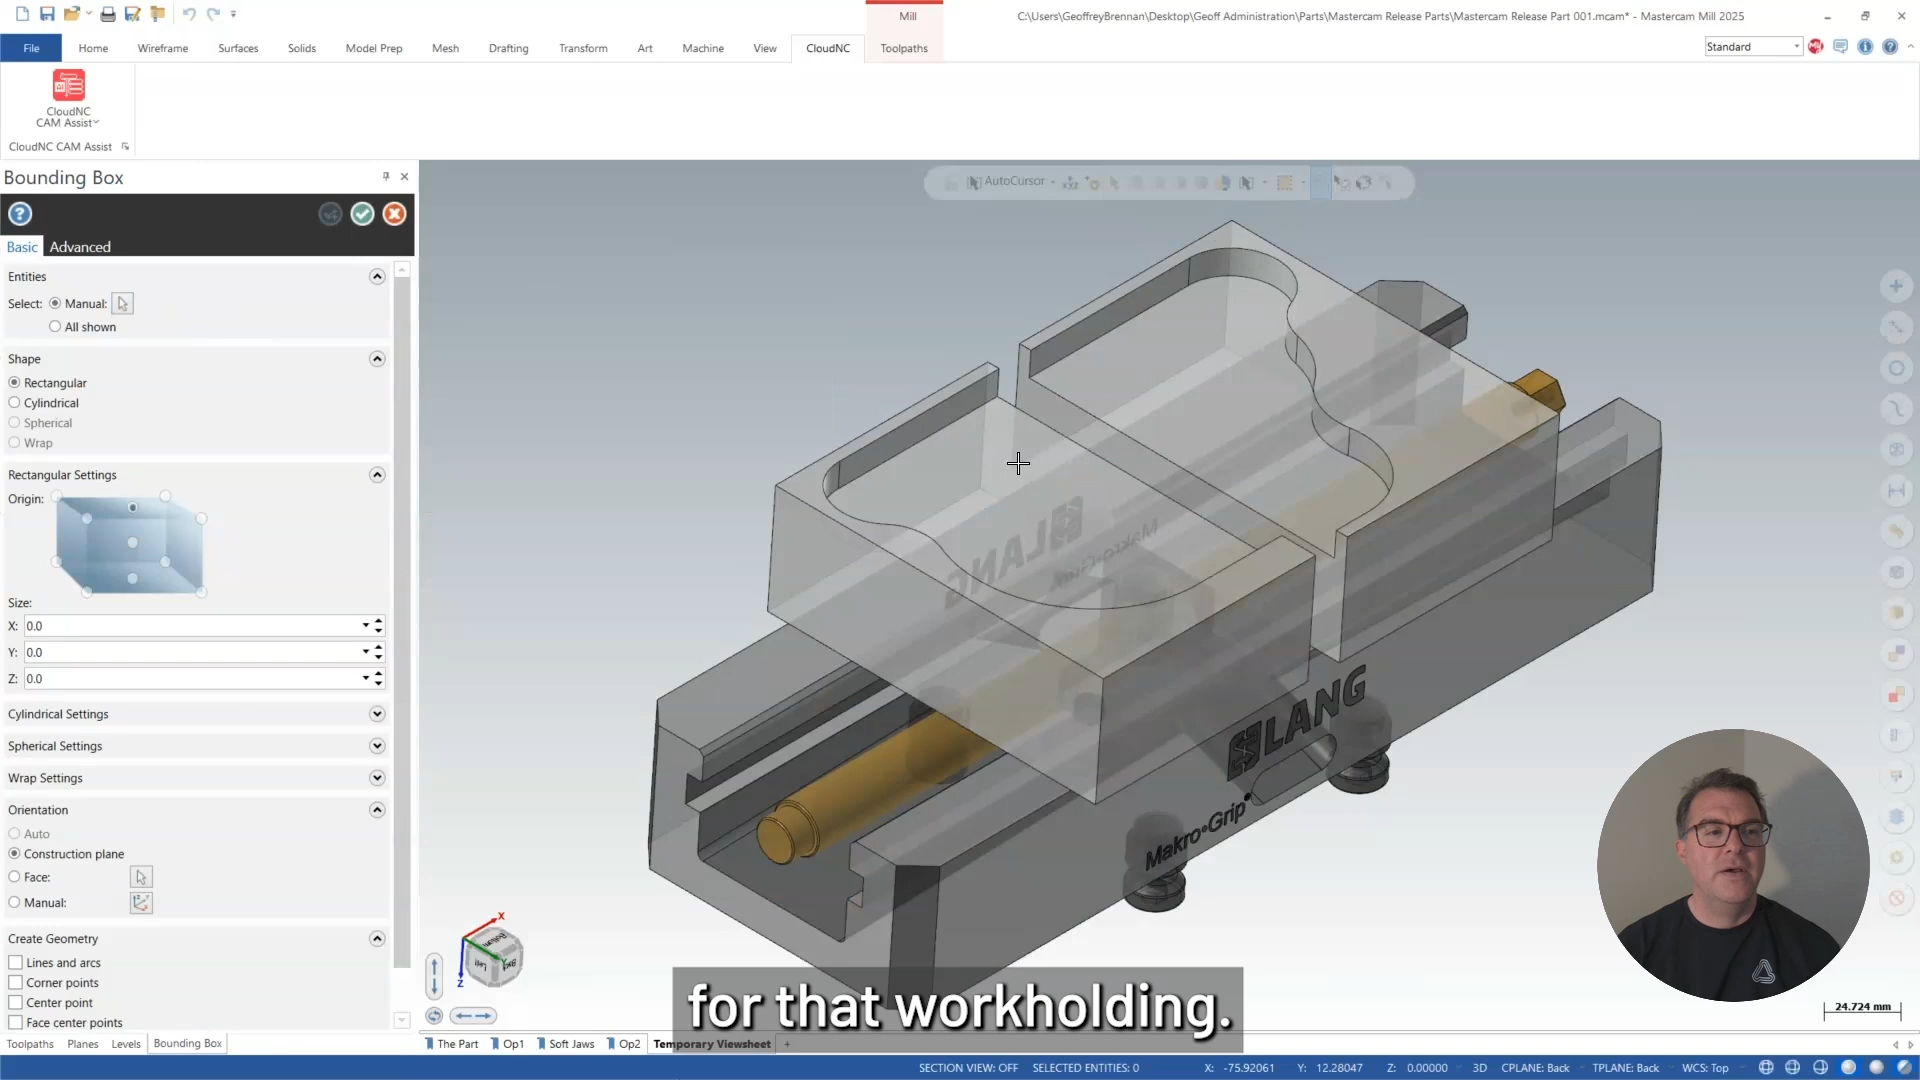 Mill
C:\Users\GeoffreyBrennan\Desktop\Geoff Administration\Parts\Mastercam Release Parts\Mastercam Release Part 001.mcam* - Mastercam Mill 2025
File
Home
Wireframe
Surfaces
Solids
Model Prep
Mesh
Drafting
Transform
Art
Machine
View
CloudNC
Toolpaths
Standard
CloudNC
CAM Assist
CloudNC CAM Assist
Bounding Box
AutoCursor
Basic
Advanced
Entities
Select:
Manual:
All shown
Shape
Rectangular
Cylindrical
Spherical
Wrap
Rectangular Settings
Origin:
Size:
X: 0.0
Y: 0.0
Z: 0.0
Cylindrical Settings
Spherical Settings
Wrap Settings
Orientation
Auto
Construction plane
Face:
Manual:
Create Geometry
Lines and arcs
Corner points
Center point
Face center points
LANG
Makro•Grip
LANG
Makro•Grip
X
Z
for that workholding.
24.724 mm
Toolpaths
Planes
Levels
Bounding Box
The Part
Op1
Soft Jaws
Op2
Temporary Viewsheet
+
SECTION VIEW: OFF
SELECTED ENTITIES: 0
X: -75.92061
Y: 12.28047
Z: 0.00000
3D
CPLANE: Back
TPLANE: Back
WCS: Top